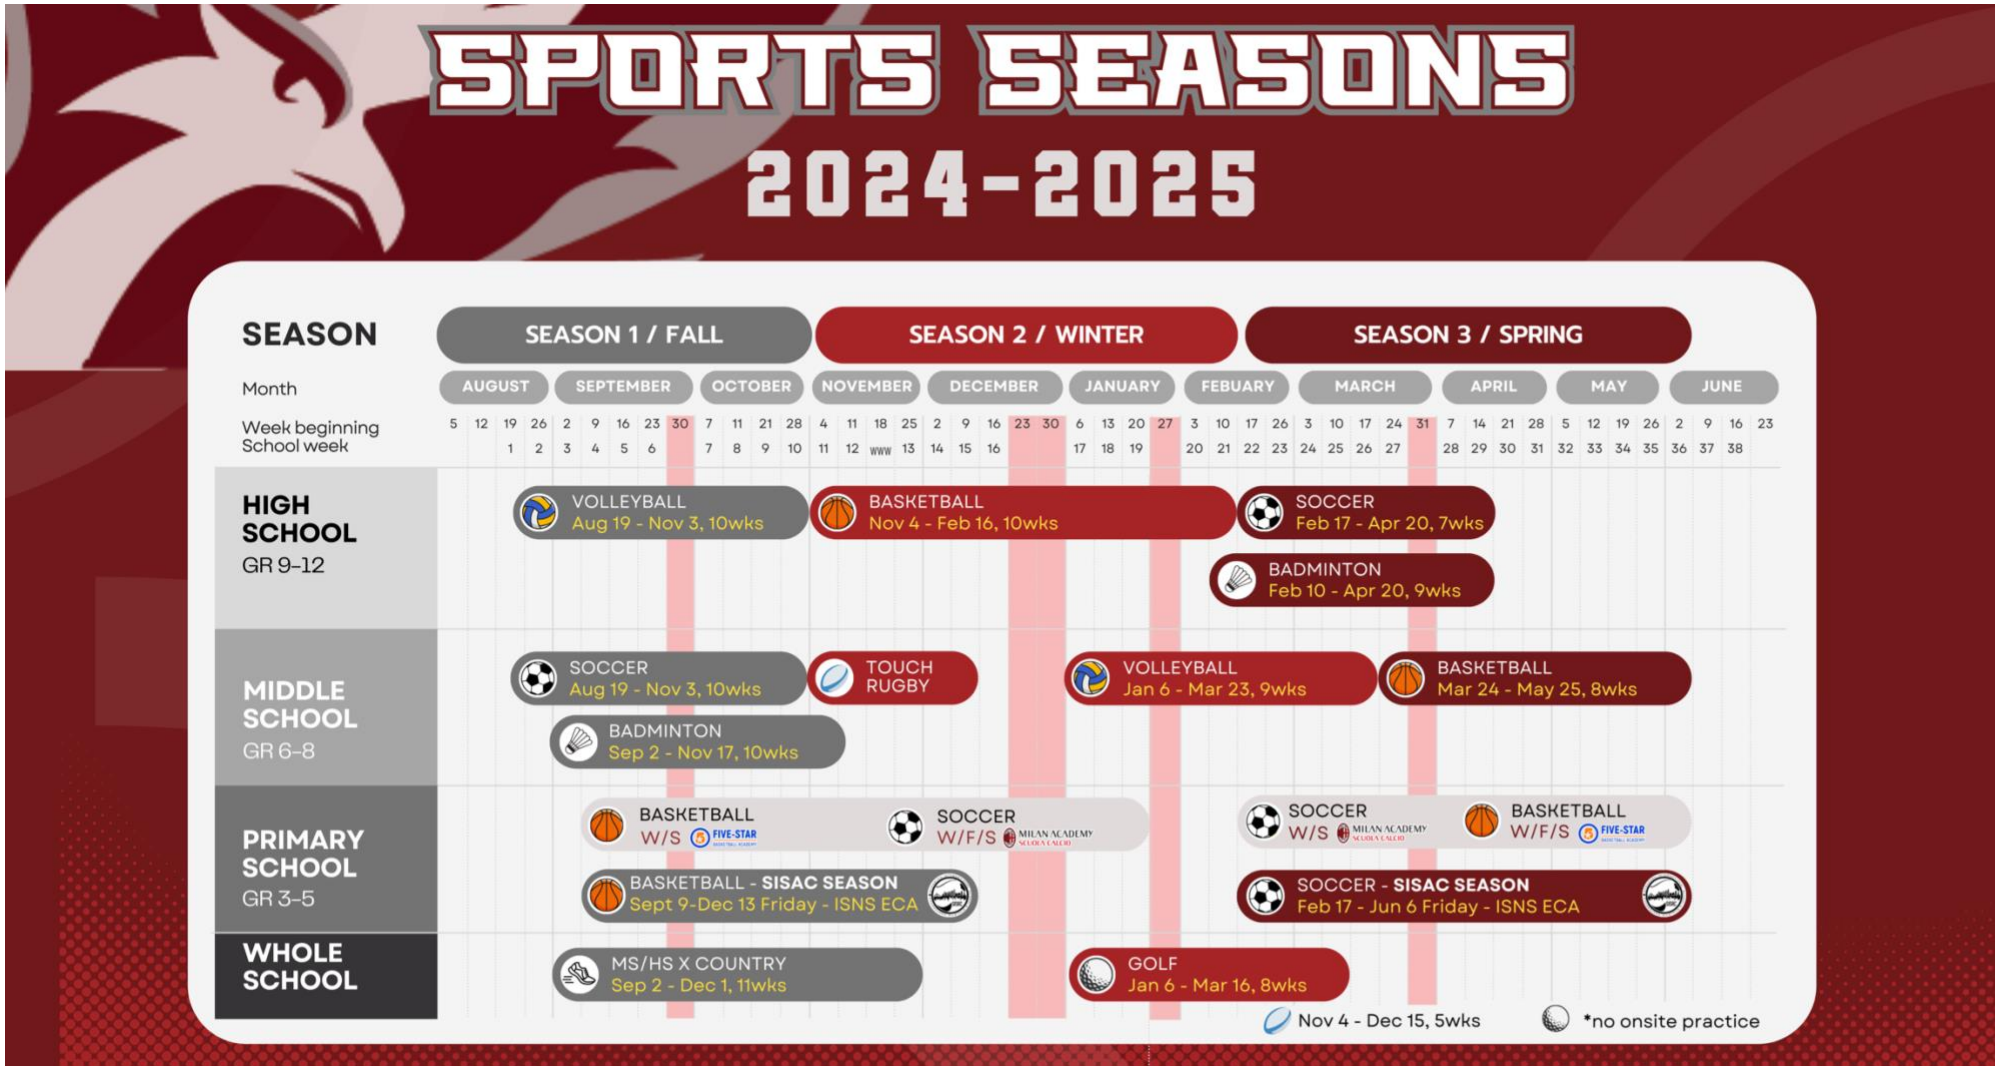 SPORTS SEASONS
2024-2025
SEASON
SEASON 1 / FALL
SEASON 2 / WINTER
SEASON 3 / SPRING
Month
AUGUST SEPTEMBER OCTOBER NOVEMBER DECEMBER JANUARY FEBUARY MARCH APRIL MAY JUNE
Week beginning 5 12 19 26 2 9 16 23 30 7 11 21 28 4 11 18 25 2 9 16 23 30 6 13 20 27 3 10 17 26 3 10 17 24 31 7 14 21 28 5 12 19 26 2 9 16 23
School week 1 2 3 4 5 6 7 8 9 10 11 12 WWW 13 14 15 16 17 18 19 20 21 22 23 24 25 26 27 28 29 30 31 32 33 34 35 36 37 38
HIGH
SCHOOL
GR 9-12
VOLLEYBALL
Aug 19 - Nov 3, 10wks
BASKETBALL
Nov 4 - Feb 16, 10wks
SOCCER
Feb 17 - Apr 20, 7wks
BADMINTON
Feb 10 - Apr 20, 9wks
MIDDLE
SCHOOL
GR 6-8
SOCCER
Aug 19 - Nov 3, 10wks
TOUCH
RUGBY
VOLLEYBALL
Jan 6 - Mar 23, 9wks
BASKETBALL
Mar 24 - May 25, 8wks
BADMINTON
Sep 2 - Nov 17, 10wks
PRIMARY
SCHOOL
GR 3-5
BASKETBALL
W/S 5 FIVE-STAR
SOCCER
W/F/S MILAN ACADEMY
SCUOLA CALCIO
SOCCER
W/S MILAN ACADEMY
SCUOLA CALCIO
BASKETBALL
W/F/S 5 FIVE-STAR
BASKETBALL - SISAC SEASON
Sept 9-Dec 13 Friday - ISNS ECA
SOCCER - SISAC SEASON
Feb 17 - Jun 6 Friday - ISNS ECA
WHOLE
SCHOOL
MS/HS X COUNTRY
Sep 2 - Dec 1, 11wks
GOLF
Jan 6 - Mar 16, 8wks
Nov 4 - Dec 15, 5wks
*no onsite practice